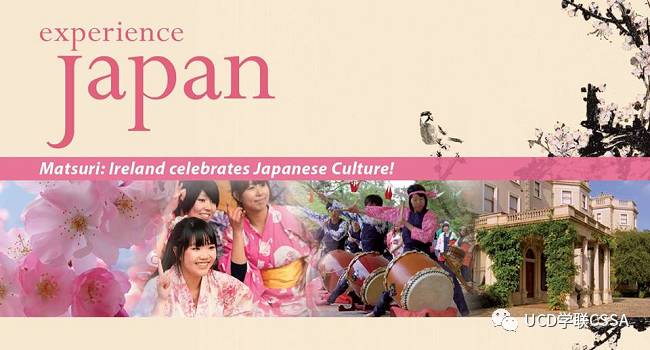 experience
Japan
Matsuri: Ireland celebrates Japanese Culture!
UCD学联CSSA